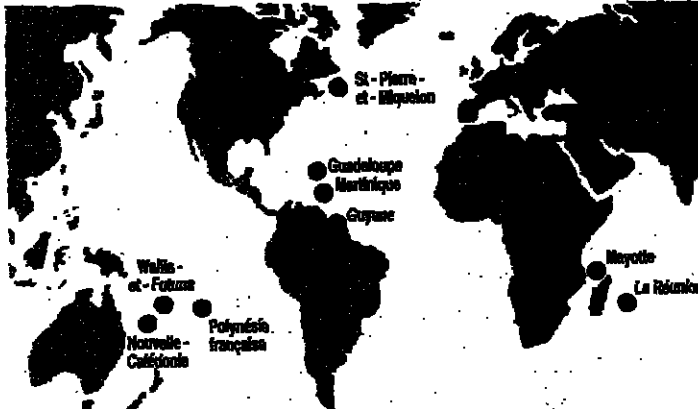 St - Pierre -
et - Miquelon
Guadeloupe
Martinique
Guyane
Mayotte
La Réunion
Wallis -
et - Futuna
Polynésie
française
Nouvelle -
Calédonie